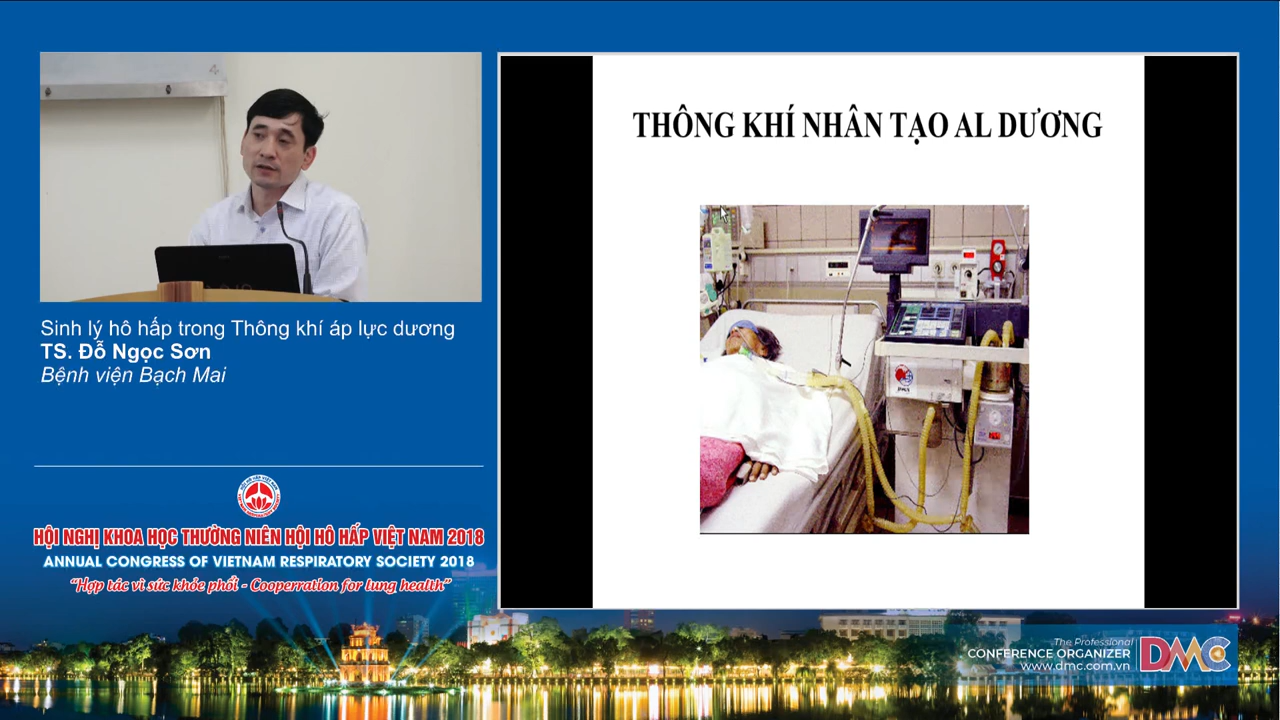 THÔNG KHÍ NHÂN TẠO AL DƯƠNG
Sinh lý hô hấp trong Thông khí áp lực dương
TS. Đỗ Ngọc Sơn
Bệnh viện Bạch Mai
HỘI NGHỊ KHOA HỌC THƯỜNG NIÊN HỘI HÔ HẤP VIỆT NAM 2018
ANNUAL CONGRESS OF VIETNAM RESPIRATORY SOCIETY 2018
“Hợp tác vì sức khỏe phổi - Cooperration for lung health”
The Professional
CONFERENCE ORGANIZER
www.dmc.com.vn
DMC